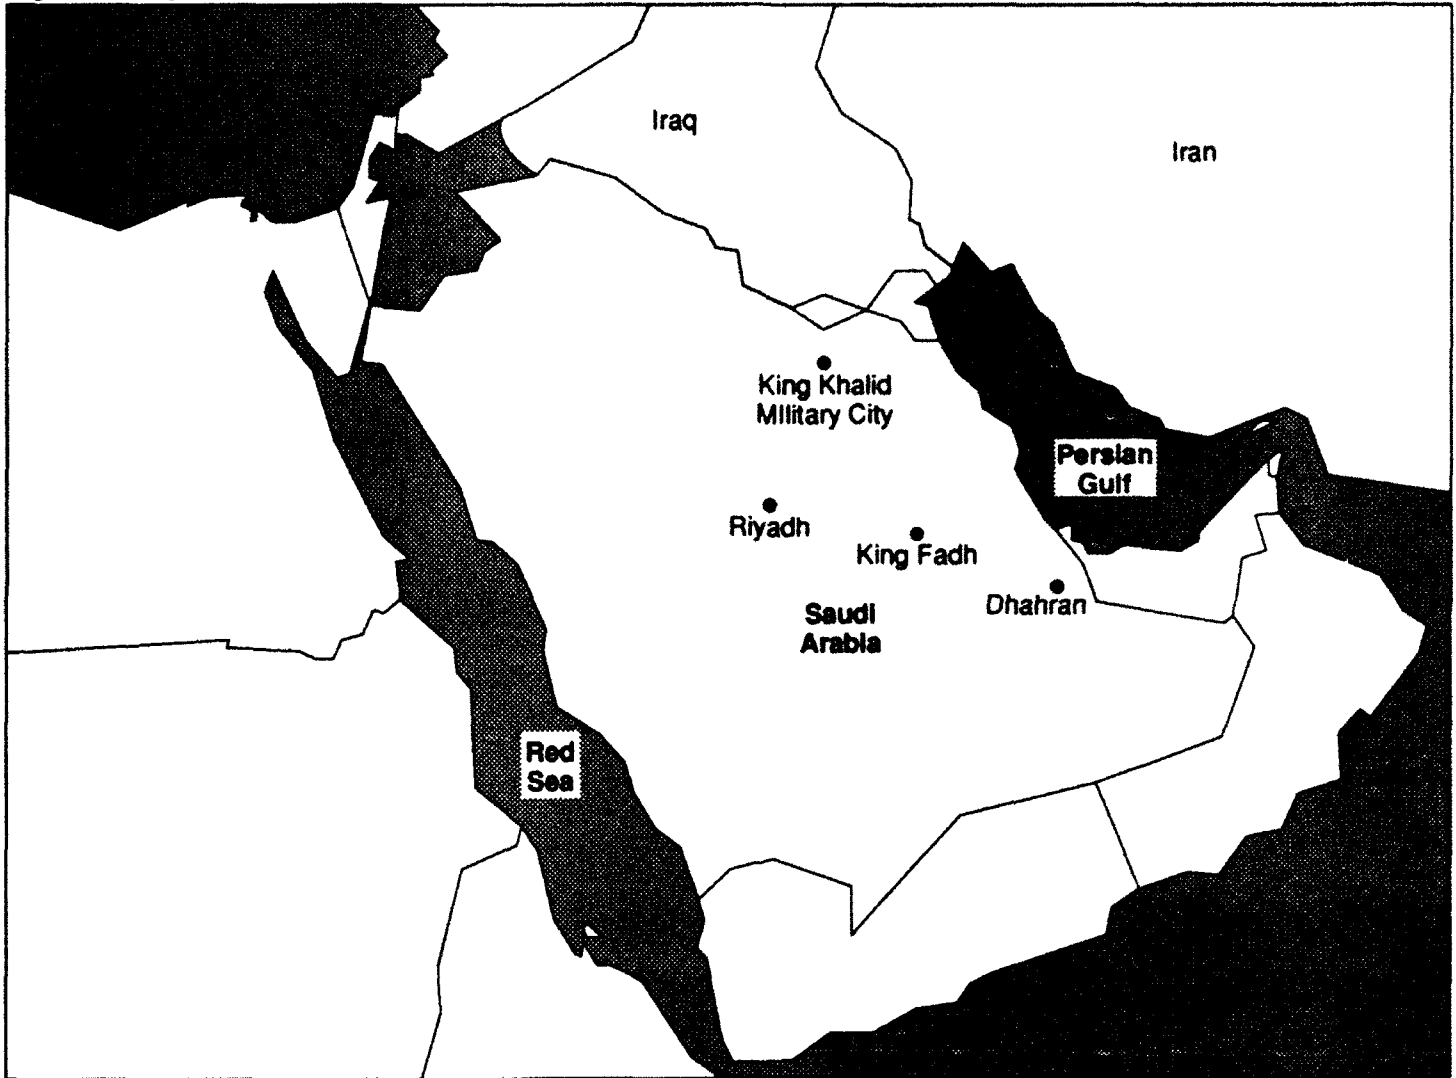 Iraq
Iran
King Khalid
Military City
Persian
Gulf
Riyadh
King Fadh
Dhahran
Saudi
Arabia
Red
Sea